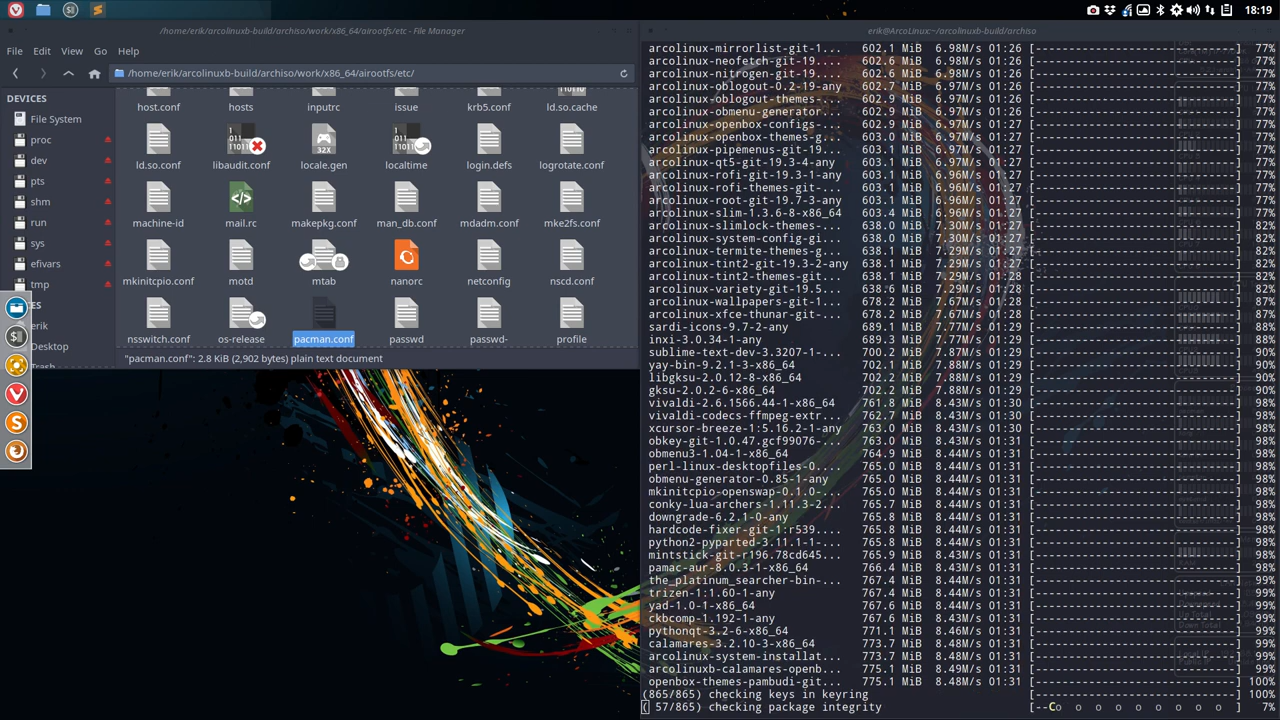 18:19
/home/erik/arcolinuxb-build/archiso/work/x86_64/airootfs/etc - File Manager
File Edit View Go Help
/home/erik/arcolinuxb-build/archiso/work/x86_64/airootfs/etc/
DEVICES
File System
proc
dev
pts
shm
run
sys
efivars
tmp
erik
Desktop
Trash
host.conf hosts inputrc issue krb5.conf ld.so.cache
ld.so.conf libaudit.conf locale.gen localtime login.defs logrotate.conf
machine-id mail.rc makepkg.conf man_db.conf mdadm.conf mke2fs.conf
mkinitcpio.conf motd mtab nanorc netconfig nscd.conf
nsswitch.conf os-release pacman.conf passwd passwd- profile
"pacman.conf": 2.8 KiB (2,902 bytes) plain text document
erik@ArcoLinux:~/arcolinuxb-build/archiso
arcolinux-mirrorlist-git-1... 602.1 MiB 6.98M/s 01:26 [--------------------------------] 77%
arcolinux-neofetch-git-19.... 602.6 MiB 6.98M/s 01:26 [--------------------------------] 77%
arcolinux-nitrogen-git-19.... 602.6 MiB 6.98M/s 01:26 [--------------------------------] 77%
arcolinux-oblogout-0.2-19-any 602.7 MiB 6.98M/s 01:26 [--------------------------------] 77%
arcolinux-oblogout-themes-... 602.9 MiB 6.98M/s 01:26 [--------------------------------] 77%
arcolinux-obmenu-generator... 602.9 MiB 6.97M/s 01:26 [--------------------------------] 77%
arcolinux-openbox-configs-... 602.9 MiB 6.97M/s 01:27 [--------------------------------] 77%
arcolinux-openbox-themes-g... 603.0 MiB 6.97M/s 01:27 [--------------------------------] 77%
arcolinux-pipemenus-git-19... 603.1 MiB 6.97M/s 01:27 [--------------------------------] 77%
arcolinux-qt5-git-19.3-4-any 603.1 MiB 6.97M/s 01:27 [--------------------------------] 77%
arcolinux-rofi-git-19.3-1-any 603.1 MiB 6.96M/s 01:27 [--------------------------------] 77%
arcolinux-rofi-themes-git-... 603.1 MiB 6.96M/s 01:27 [--------------------------------] 77%
arcolinux-root-git-19.7-3-any 603.1 MiB 6.96M/s 01:27 [--------------------------------] 77%
arcolinux-slim-1.3.6-8-x86_64 603.4 MiB 6.96M/s 01:27 [--------------------------------] 77%
arcolinux-slimlock-themes-... 638.0 MiB 7.30M/s 01:27 [--------------------------------] 82%
arcolinux-system-config-gi... 638.0 MiB 7.30M/s 01:27 [--------------------------------] 82%
arcolinux-termite-themes-g... 638.1 MiB 7.29M/s 01:27 [--------------------------------] 82%
arcolinux-tint2-git-19.3-2-any 638.1 MiB 7.29M/s 01:28 [--------------------------------] 82%
arcolinux-tint2-themes-git... 638.1 MiB 7.29M/s 01:28 [--------------------------------] 82%
arcolinux-variety-git-19.5... 638.6 MiB 7.29M/s 01:28 [--------------------------------] 82%
arcolinux-wallpapers-git-1... 678.2 MiB 7.67M/s 01:28 [--------------------------------] 87%
arcolinux-xfce-thunar-git-... 678.2 MiB 7.67M/s 01:28 [--------------------------------] 87%
sardi-icons-9.7-2-any 689.1 MiB 7.77M/s 01:29 [--------------------------------] 88%
inxi-3.0.34-1-any 689.3 MiB 7.77M/s 01:29 [--------------------------------] 88%
sublime-text-dev-3.3207-1-... 700.2 MiB 7.87M/s 01:29 [--------------------------------] 90%
yay-bin-9.2.1-3-x86_64 702.1 MiB 7.88M/s 01:29 [--------------------------------] 90%
libgksu-2.0.12-8-x86_64 702.2 MiB 7.88M/s 01:29 [--------------------------------] 90%
gksu-2.0.2-6-x86_64 702.2 MiB 7.88M/s 01:29 [--------------------------------] 90%
vivaldi-2.6.1566.44-1-x86_64 761.8 MiB 8.43M/s 01:30 [--------------------------------] 98%
vivaldi-codecs-ffmpeg-extr... 762.7 MiB 8.43M/s 01:30 [--------------------------------] 98%
xcursor-breeze-1:5.16.2-1-any 763.0 MiB 8.43M/s 01:30 [--------------------------------] 98%
obkey-git-1.0.47.gcf99076-... 763.0 MiB 8.44M/s 01:31 [--------------------------------] 98%
obmenu3-1.04-1-x86_64 764.9 MiB 8.44M/s 01:31 [--------------------------------] 98%
perl-linux-desktopfiles-0.... 765.0 MiB 8.44M/s 01:31 [--------------------------------] 98%
obmenu-generator-0.85-1-any 765.0 MiB 8.44M/s 01:31 [--------------------------------] 98%
mkinitcpio-openswap-0.1.0-... 765.0 MiB 8.44M/s 01:31 [--------------------------------] 98%
conky-lua-archers-1.11.3-2... 765.7 MiB 8.44M/s 01:31 [--------------------------------] 98%
downgrade-6.2.1-0-any 765.8 MiB 8.44M/s 01:31 [--------------------------------] 98%
hardcode-fixer-git-1:r539.... 765.8 MiB 8.44M/s 01:31 [--------------------------------] 98%
python2-pyparted-3.11.1-1-... 765.8 MiB 8.43M/s 01:31 [--------------------------------] 98%
mintstick-git-r196.78cd645... 765.9 MiB 8.43M/s 01:31 [--------------------------------] 98%
pamac-aur-8.0.3-1-x86_64 766.4 MiB 8.44M/s 01:31 [--------------------------------] 98%
the_platinum_searcher-bin-... 767.4 MiB 8.44M/s 01:31 [--------------------------------] 99%
trizen-1:1.60-1-any 767.4 MiB 8.44M/s 01:31 [--------------------------------] 99%
yad-1.0-1-x86_64 767.6 MiB 8.44M/s 01:31 [--------------------------------] 99%
ckbcomp-1.192-1-any 767.6 MiB 8.43M/s 01:31 [--------------------------------] 99%
pythonqt-3.2-6-x86_64 771.1 MiB 8.46M/s 01:31 [--------------------------------] 99%
calamares-3.2.10-3-x86_64 773.7 MiB 8.48M/s 01:31 [--------------------------------] 99%
arcolinux-system-installat... 773.7 MiB 8.48M/s 01:31 [--------------------------------] 99%
arcolinuxb-calamares-openb... 775.1 MiB 8.49M/s 01:31 [--------------------------------] 99%
openbox-themes-pambudi-git... 775.1 MiB 8.48M/s 01:31 [--------------------------------] 100%
(865/865) checking keys in keyring [--------------------------------] 100%
( 57/865) checking package integrity [--Co o o o o o o o o o ] 7%